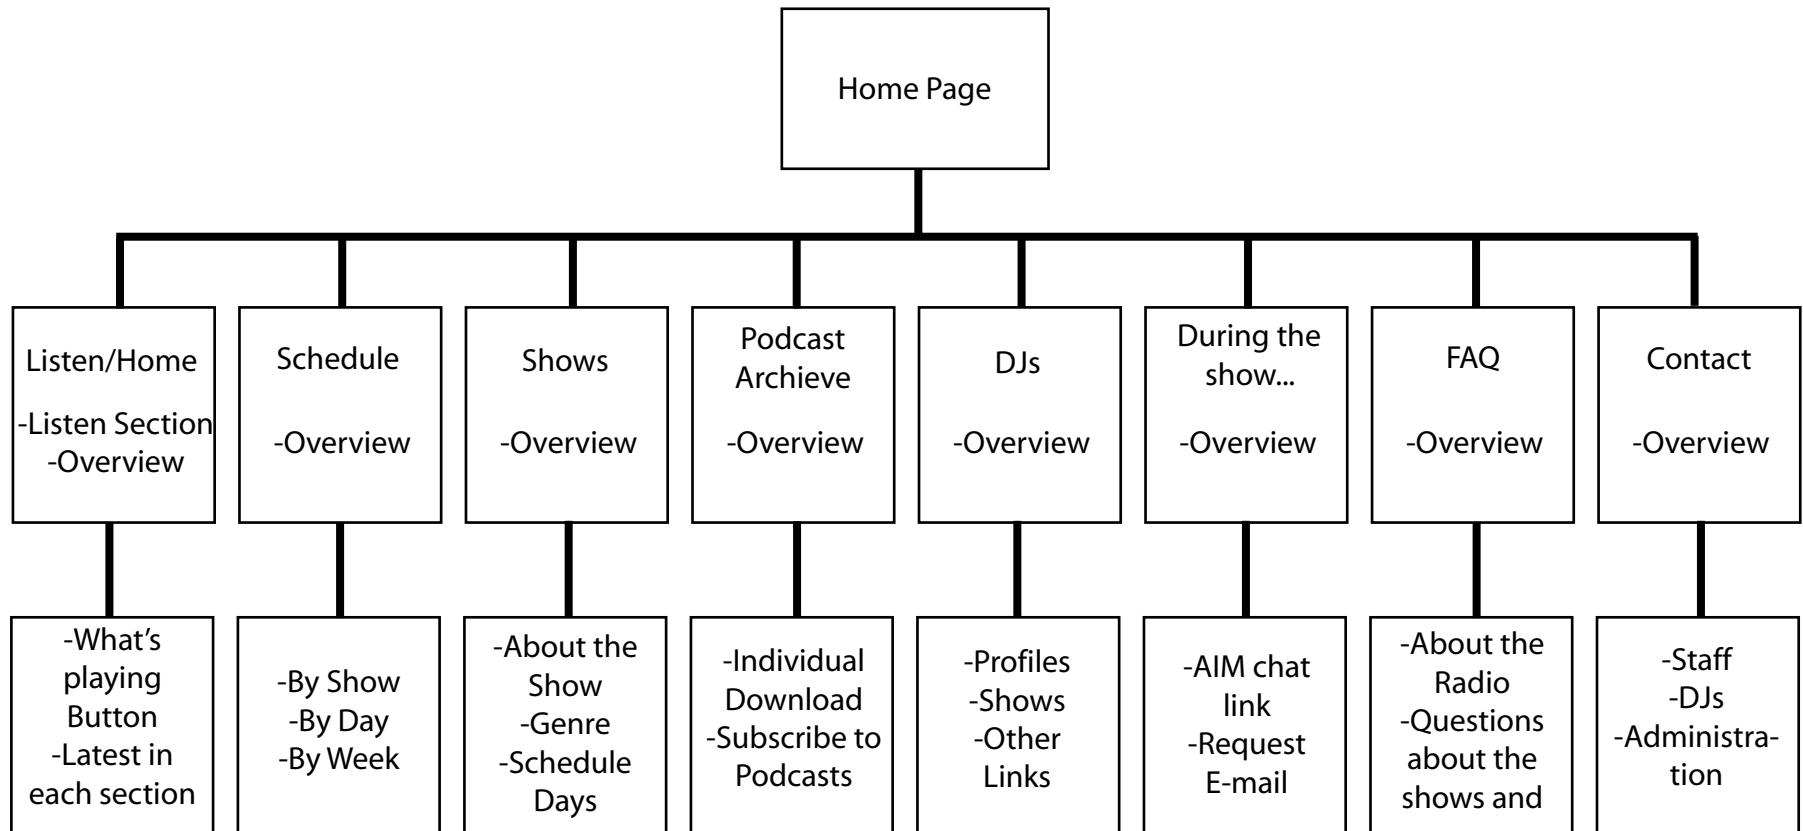 Home Page
Listen/Home
-Listen Section
-Overview
Schedule
-Overview
Shows
-Overview
Podcast
Archieve
-Overview
DJs
-Overview
During the
show...
-Overview
FAQ
-Overview
Contact
-Overview
-What’s
playing
Button
-Latest in
each section
-By Show
-By Day
-By Week
-About the
Show
-Genre
-Schedule
Days
-Individual
Download
-Subscribe to
Podcasts
-Profiles
-Shows
-Other
Links
-AIM chat
link
-Request
E-mail
-About the
Radio
-Questions
about the
shows and
-Staff
-DJs
-Administra-
tion